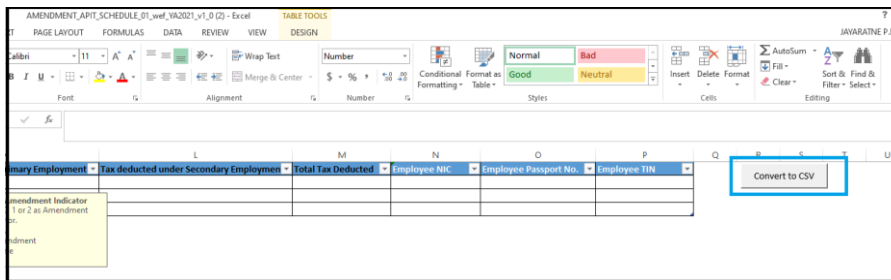 AMENDMENT_APIT_SCHEDULE_01_wef_YA2021_v1_0 (2) - Excel TABLE TOOLS ?
PAGE LAYOUT FORMULAS DATA REVIEW VIEW DESIGN JAYARATNE P.
Calibri 11 A A Wrap Text Number Normal Bad AutoSum
B I U A Merge & Center $ % , Conditional Format as Good Neutral Insert Delete Format Fill Sort & Find &
Formatting Table Clear Filter Select
Font Alignment Number Styles Cells Editing
fx
L M N O P Q R S T U
imary Employment Tax deducted under Secondary Employmen Total Tax Deducted Employee NIC Employee Passport No. Employee TIN
Convert to CSV
mendment Indicator
1 or 2 as Amendment
or.
ndment